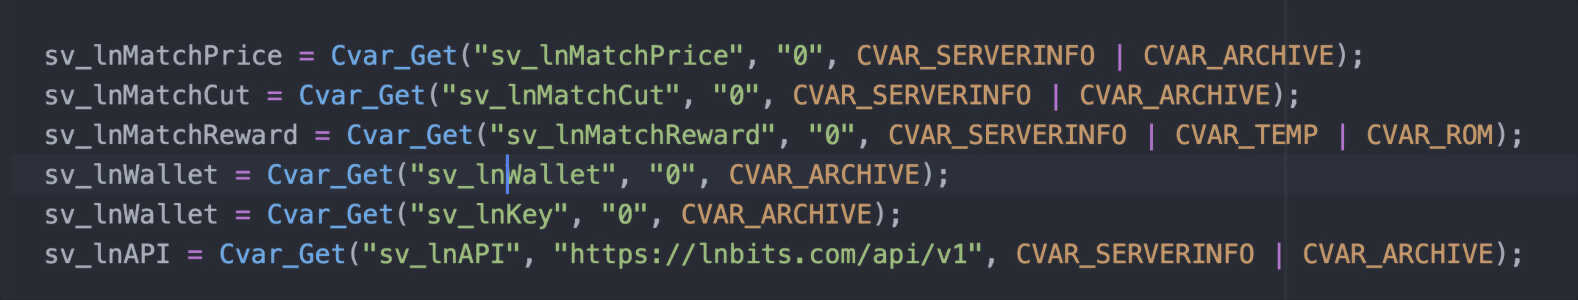 sv_lnMatchPrice = Cvar_Get("sv_lnMatchPrice", "0", CVAR_SERVERINFO | CVAR_ARCHIVE);
sv_lnMatchCut = Cvar_Get("sv_lnMatchCut", "0", CVAR_SERVERINFO | CVAR_ARCHIVE);
sv_lnMatchReward = Cvar_Get("sv_lnMatchReward", "0", CVAR_SERVERINFO | CVAR_TEMP | CVAR_ROM);
sv_lnWallet = Cvar_Get("sv_lnWallet", "0", CVAR_ARCHIVE);
sv_lnWallet = Cvar_Get("sv_lnKey", "0", CVAR_ARCHIVE);
sv_lnAPI = Cvar_Get("sv_lnAPI", "https://lnbits.com/api/v1", CVAR_SERVERINFO | CVAR_ARCHIVE);